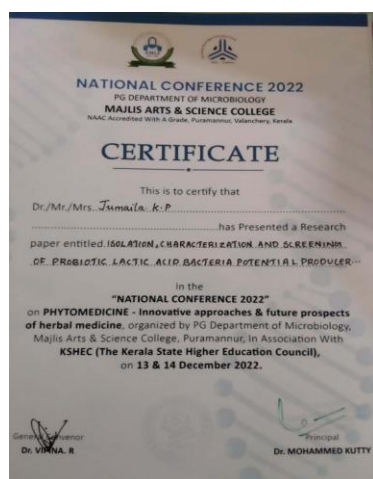 NATIONAL CONFERENCE 2022
PG DEPARTMENT OF MICROBIOLOGY
MAJLIS ARTS & SCIENCE COLLEGE
NAAC Accredited With A Grade, Puramannur, Valanchery, Kerala
CERTIFICATE
This is to certify that
Dr./Mr./Mrs. Jumaila K.P
has Presented a Research
paper entitled ISOLATION, CHARACTERIZATION AND SCREENING
OF PROBIOTIC LACTIC ACID BACTERIA POTENTIAL PRODUCER...
In the
"NATIONAL CONFERENCE 2022"
on PHYTOMEDICINE - Innovative approaches & future prospects
of herbal medicine, organized by PG Department of Microbiology,
Majlis Arts & Science College, Puramannur, In Association With
KSHEC (The Kerala State Higher Education Council),
on 13 & 14 December 2022.
General Convenor
Dr.
Principal
Dr. MOHAMMED KUTTY